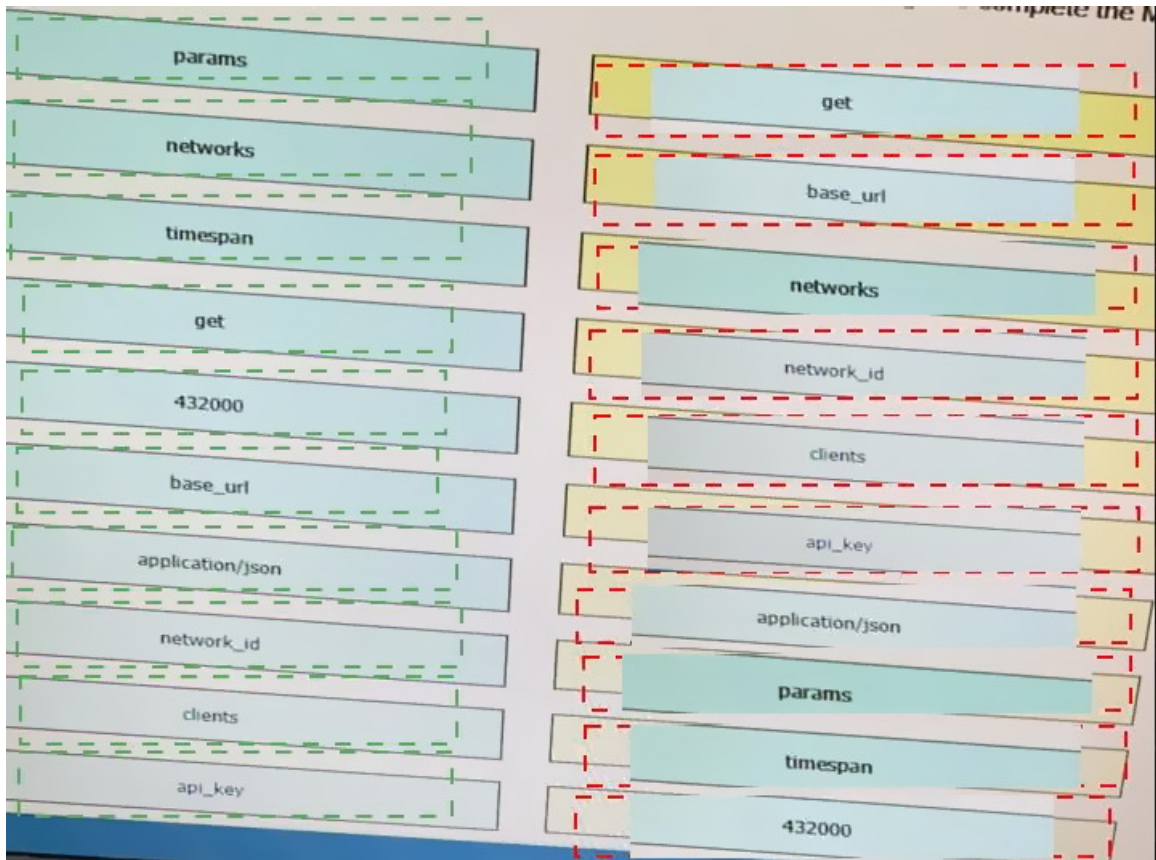 complete the M
params
networks
timespan
get
432000
base_url
application/json
network_id
clients
api_key
get
base_url
networks
network_id
clients
api_key
application/json
params
timespan
432000